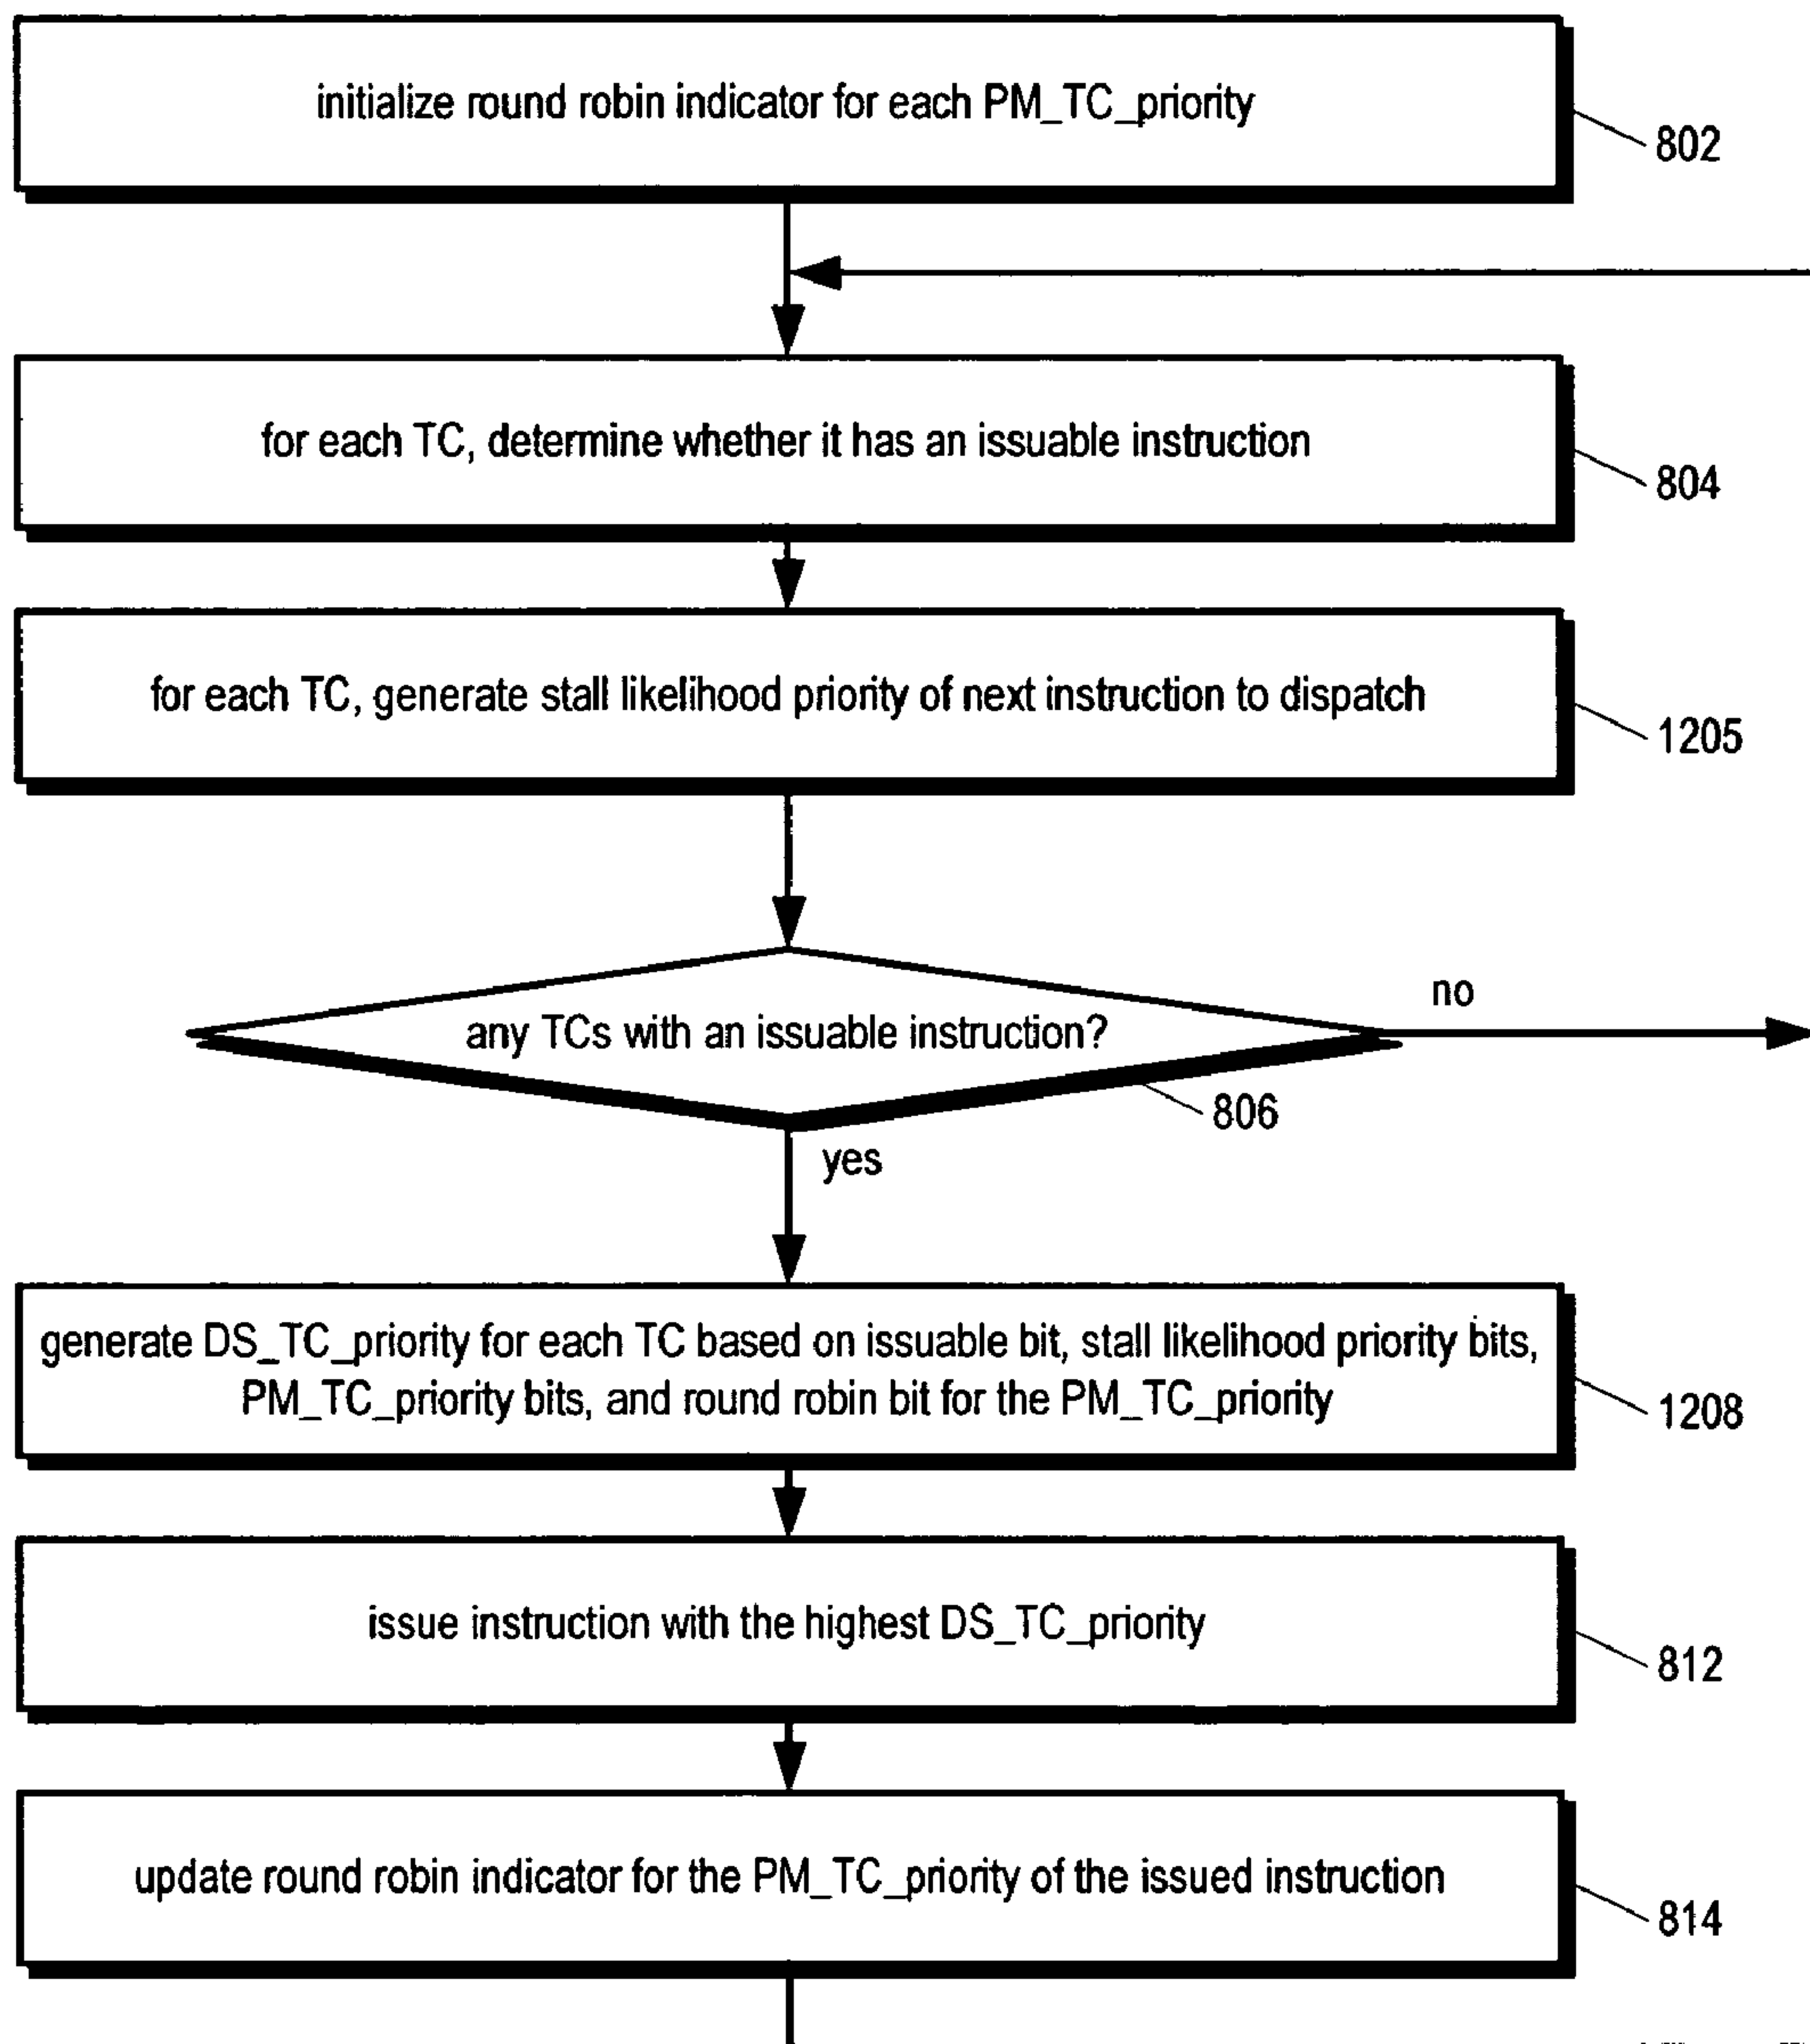 initialize round robin indicator for each PM_TC_priority
802
for each TC, determine whether it has an issuable instruction
804
for each TC, generate stall likelihood priority of next instruction to dispatch
1205
any TCs with an issuable instruction?
no
806
yes
generate DS_TC_priority for each TC based on issuable bit, stall likelihood priority bits,
PM_TC_priority bits, and round robin bit for the PM_TC_priority
1208
issue instruction with the highest DS_TC_priority
812
update round robin indicator for the PM_TC_priority of the issued instruction
814